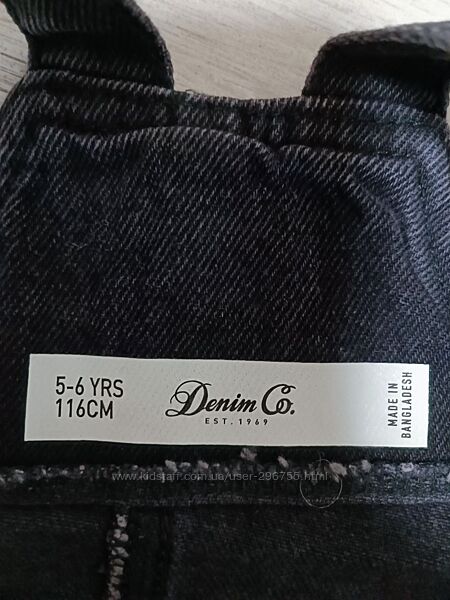 5-6 YRS
116CM
Denim Co.
EST. 1969
MADE IN
BANGLADESH
www.kidstaff.com.ua/user-296755.html